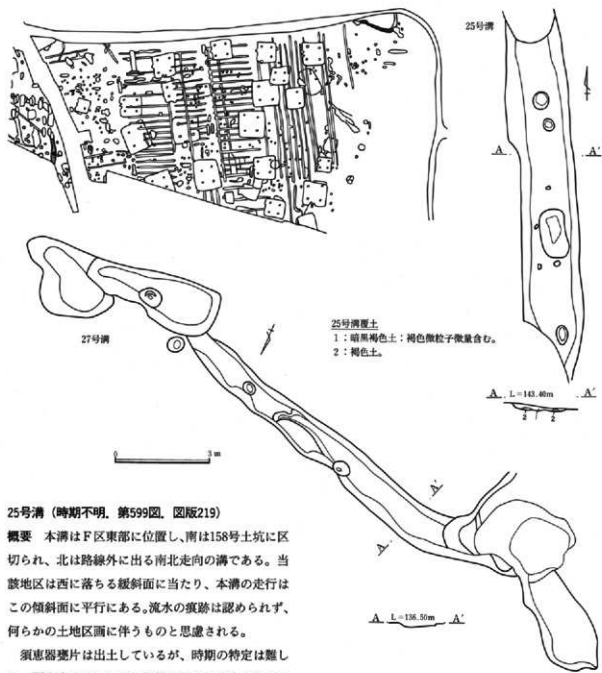 25号溝
A
A′
27号溝
25号溝覆土
1：暗黒褐色土；褐色微粒子微量含む。
2：褐色土。
A L=143.40m A′
2 2
0 3m
A′
A
A L=136.50m A′
25号溝（時期不明．第599図．図版219）
概要　本溝はF区東部に位置し、南は158号土坑に区
切られ、北は路線外に出る南北走向の溝である。当
該地区は西に落ちる緩斜面に当たり、本溝の走行は
この傾斜面に平行にある。流水の痕跡は認められず、
何らかの土地区画に伴うものと思慮される。
須恵器甕片は出土しているが、時期の特定は難し